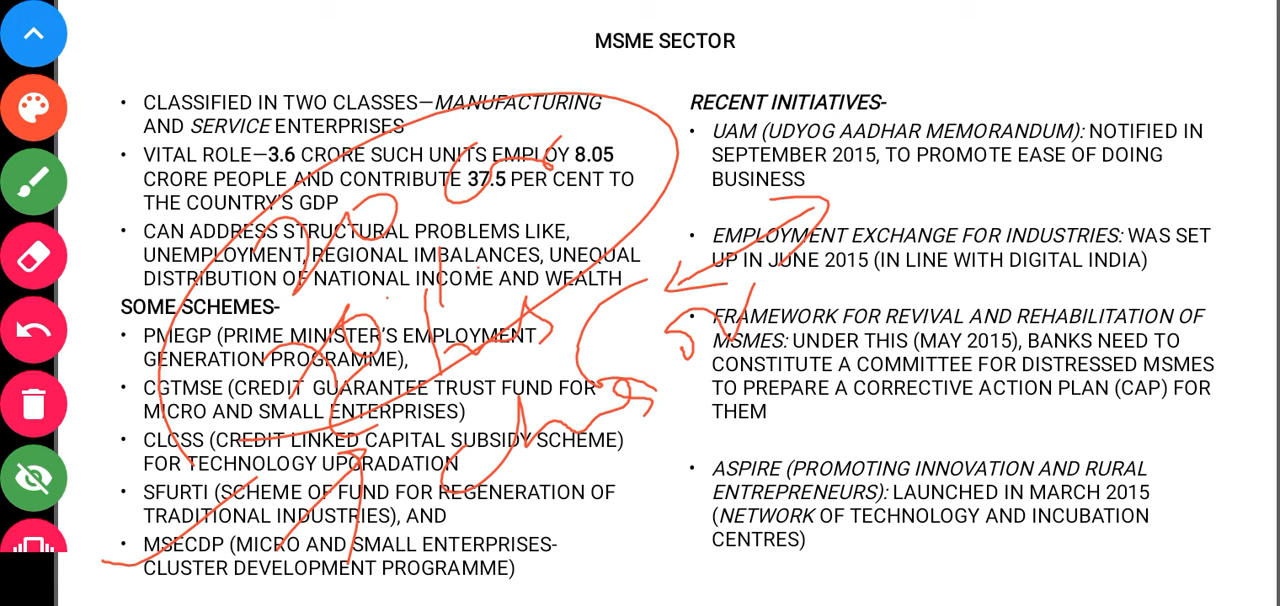 MSME SECTOR
• CLASSIFIED IN TWO CLASSES—MANUFACTURING
AND SERVICE ENTERPRISES
• VITAL ROLE—3.6 CRORE SUCH UNITS EMPLOY 8.05
CRORE PEOPLE AND CONTRIBUTE 37.5 PER CENT TO
THE COUNTRY'S GDP
• CAN ADDRESS STRUCTURAL PROBLEMS LIKE,
UNEMPLOYMENT, REGIONAL IMBALANCES, UNEQUAL
DISTRIBUTION OF NATIONAL INCOME AND WEALTH
SOME SCHEMES-
• PMEGP (PRIME MINISTER'S EMPLOYMENT
GENERATION PROGRAMME),
• CGTMSE (CREDIT GUARANTEE TRUST FUND FOR
MICRO AND SMALL ENTERPRISES)
• CLCSS (CREDIT LINKED CAPITAL SUBSIDY SCHEME)
FOR TECHNOLOGY UPGRADATION
• SFURTI (SCHEME OF FUND FOR REGENERATION OF
TRADITIONAL INDUSTRIES), AND
• MSECDP (MICRO AND SMALL ENTERPRISES-
CLUSTER DEVELOPMENT PROGRAMME)
RECENT INITIATIVES-
• UAM (UDYOG AADHAR MEMORANDUM): NOTIFIED IN
SEPTEMBER 2015, TO PROMOTE EASE OF DOING
BUSINESS
• EMPLOYMENT EXCHANGE FOR INDUSTRIES: WAS SET
UP IN JUNE 2015 (IN LINE WITH DIGITAL INDIA)
• FRAMEWORK FOR REVIVAL AND REHABILITATION OF
MSMES: UNDER THIS (MAY 2015), BANKS NEED TO
CONSTITUTE A COMMITTEE FOR DISTRESSED MSMES
TO PREPARE A CORRECTIVE ACTION PLAN (CAP) FOR
THEM
• ASPIRE (PROMOTING INNOVATION AND RURAL
ENTREPRENEURS): LAUNCHED IN MARCH 2015
(NETWORK OF TECHNOLOGY AND INCUBATION
CENTRES)